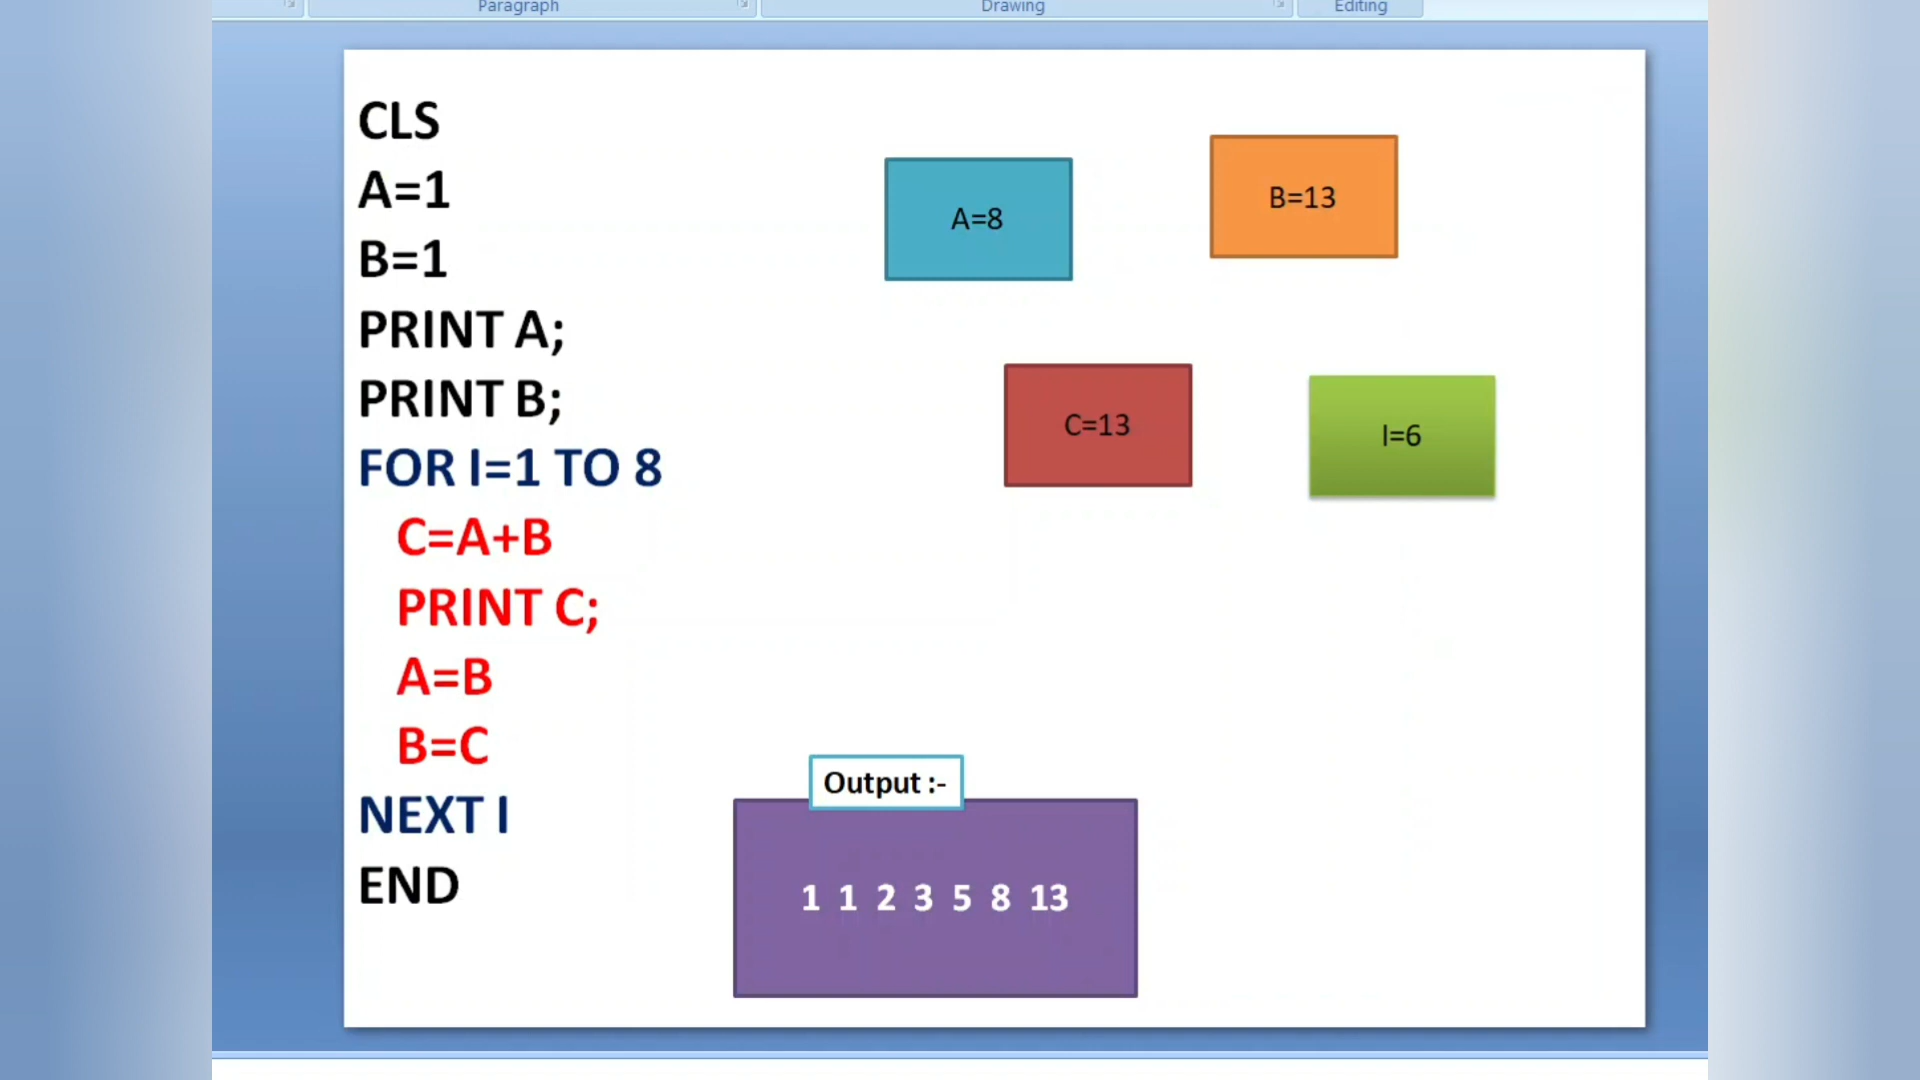 Paragraph
Drawing
Editing
CLS
A=1
B=1
PRINT A;
PRINT B;
FOR I=1 TO 8
C=A+B
PRINT C;
A=B
B=C
NEXT I
END
A=8
B=13
C=13
I=6
Output :-
1 1 2 3 5 8 13